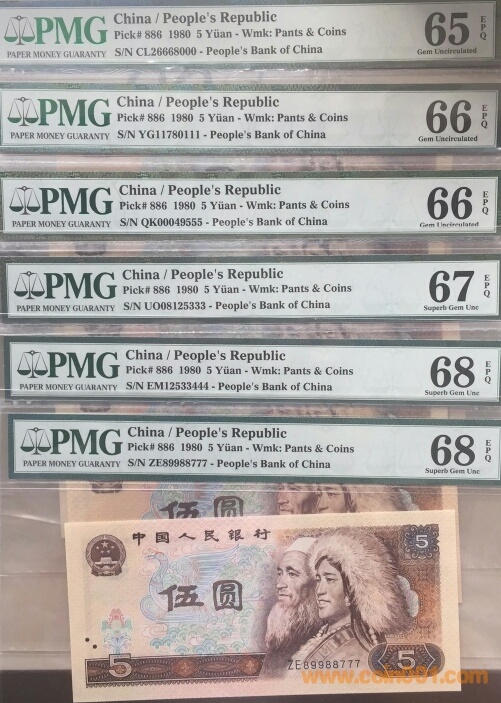 PMG
PAPER MONEY GUARANTY
China / People's Republic
Pick# 886 1980 5 Yüan - Wmk: Pants & Coins
S/N CL26668000 - People's Bank of China
65 EPQ
Gem Uncirculated
PMG
PAPER MONEY GUARANTY
China / People's Republic
Pick# 886 1980 5 Yüan - Wmk: Pants & Coins
S/N YG11780111 - People's Bank of China
66 EPQ
Gem Uncirculated
PMG
PAPER MONEY GUARANTY
China / People's Republic
Pick# 886 1980 5 Yüan - Wmk: Pants & Coins
S/N QK00049555 - People's Bank of China
66 EPQ
Gem Uncirculated
PMG
PAPER MONEY GUARANTY
China / People's Republic
Pick# 886 1980 5 Yüan - Wmk: Pants & Coins
S/N UO08125333 - People's Bank of China
67 EPQ
Superb Gem Unc
PMG
PAPER MONEY GUARANTY
China / People's Republic
Pick# 886 1980 5 Yüan - Wmk: Pants & Coins
S/N EM12533444 - People's Bank of China
68 EPQ
Superb Gem Unc
PMG
PAPER MONEY GUARANTY
China / People's Republic
Pick# 886 1980 5 Yüan - Wmk: Pants & Coins
S/N ZE89988777 - People's Bank of China
68 EPQ
Superb Gem Unc
伍圆
中国人民银行
5
伍圆
ZE89988777
5
5
www.coin001.com